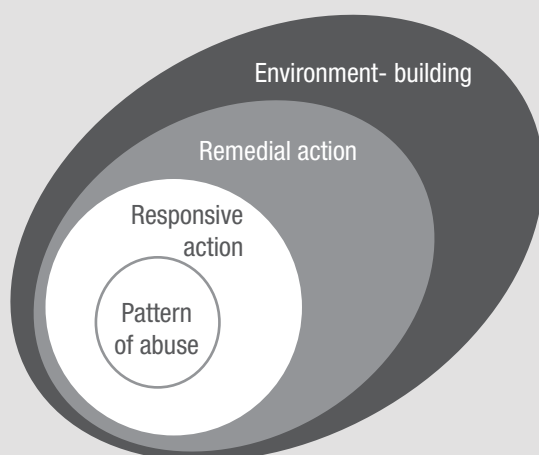 Environment- building
Remedial action
Responsive
action
Pattern
of abuse